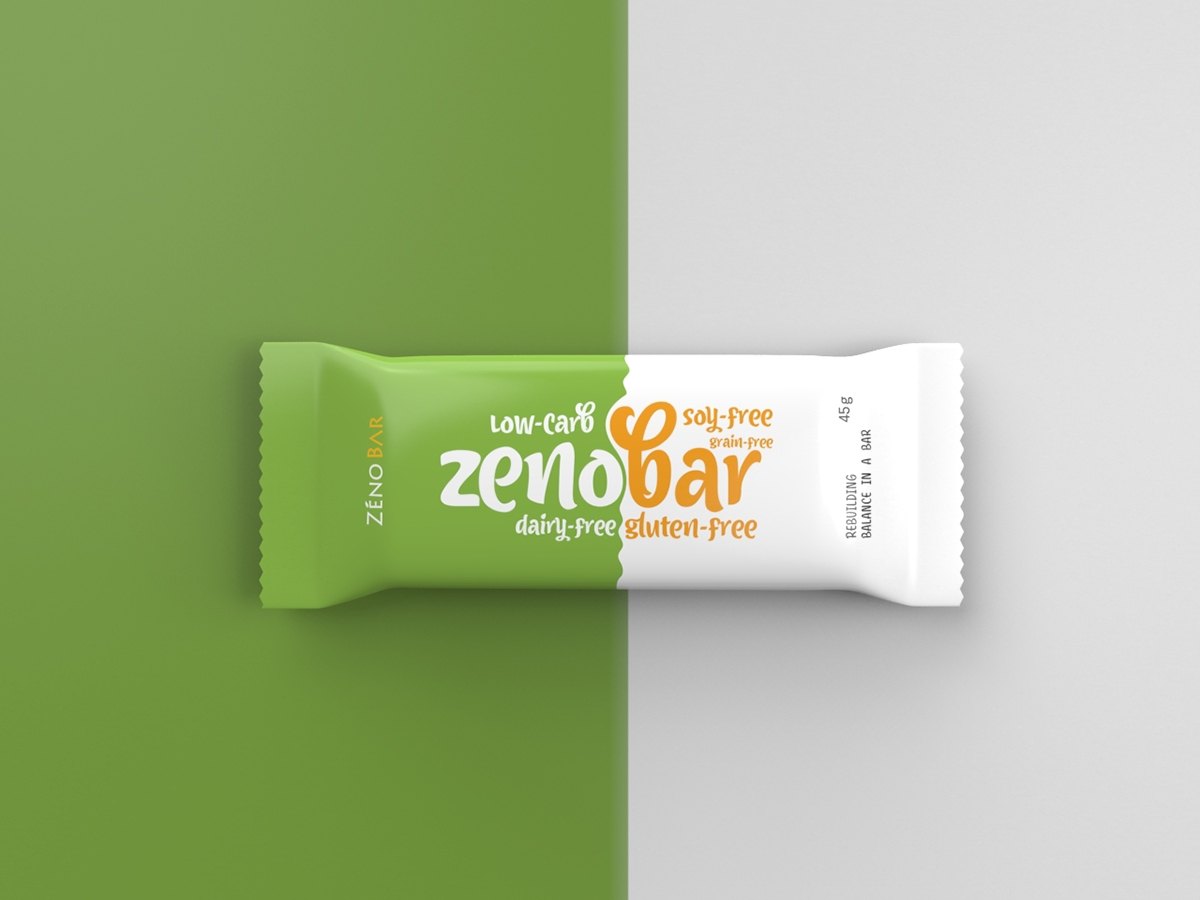 ZÉNO BAR
Low-Carb
soy-free
grain-free
zenobar
dairy-free gluten-free
45 g
REBUILDING
BALANCE IN A BAR